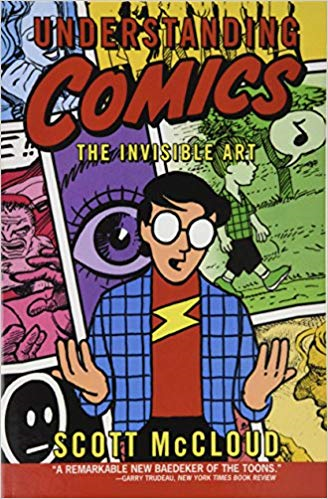 UNDERSTANDING
COMICS
THE INVISIBLE ART
SCOTT McCLOUD
"A REMARKABLE NEW BAEDEKER OF THE TOONS."
—GARRY TRUDEAU, NEW YORK TIMES BOOK REVIEW